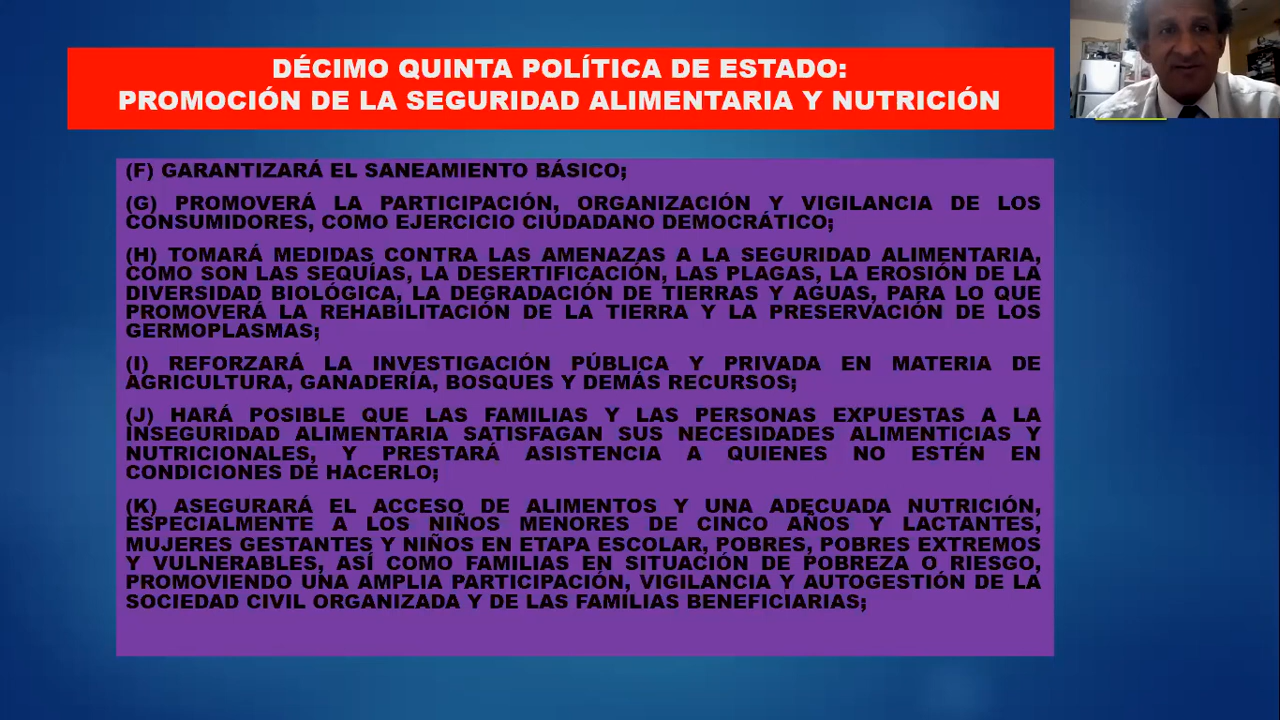 DÉCIMO QUINTA POLÍTICA DE ESTADO:
PROMOCIÓN DE LA SEGURIDAD ALIMENTARIA Y NUTRICIÓN
(F) GARANTIZARÁ EL SANEAMIENTO BÁSICO;
(G) PROMOVERÁ LA PARTICIPACIÓN, ORGANIZACIÓN Y VIGILANCIA DE LOS
CONSUMIDORES, COMO EJERCICIO CIUDADANO DEMOCRÁTICO;
(H) TOMARÁ MEDIDAS CONTRA LAS AMENAZAS A LA SEGURIDAD ALIMENTARIA,
COMO SON LAS SEQUÍAS, LA DESERTIFICACIÓN, LAS PLAGAS, LA EROSIÓN DE LA
DIVERSIDAD BIOLÓGICA, LA DEGRADACIÓN DE TIERRAS Y AGUAS, PARA LO QUE
PROMOVERÁ LA REHABILITACIÓN DE LA TIERRA Y LA PRESERVACIÓN DE LOS
GERMOPLASMAS;
(I) REFORZARÁ LA INVESTIGACIÓN PÚBLICA Y PRIVADA EN MATERIA DE
AGRICULTURA, GANADERÍA, BOSQUES Y DEMÁS RECURSOS;
(J) HARÁ POSIBLE QUE LAS FAMILIAS Y LAS PERSONAS EXPUESTAS A LA
INSEGURIDAD ALIMENTARIA SATISFAGAN SUS NECESIDADES ALIMENTICIAS Y
NUTRICIONALES, Y PRESTARÁ ASISTENCIA A QUIENES NO ESTÉN EN
CONDICIONES DE HACERLO;
(K) ASEGURARÁ EL ACCESO DE ALIMENTOS Y UNA ADECUADA NUTRICIÓN,
ESPECIALMENTE A LOS NIÑOS MENORES DE CINCO AÑOS Y LACTANTES,
MUJERES GESTANTES Y NIÑOS EN ETAPA ESCOLAR, POBRES, POBRES EXTREMOS
Y VULNERABLES, ASÍ COMO FAMILIAS EN SITUACIÓN DE POBREZA O RIESGO,
PROMOVIENDO UNA AMPLIA PARTICIPACIÓN, VIGILANCIA Y AUTOGESTIÓN DE LA
SOCIEDAD CIVIL ORGANIZADA Y DE LAS FAMILIAS BENEFICIARIAS;